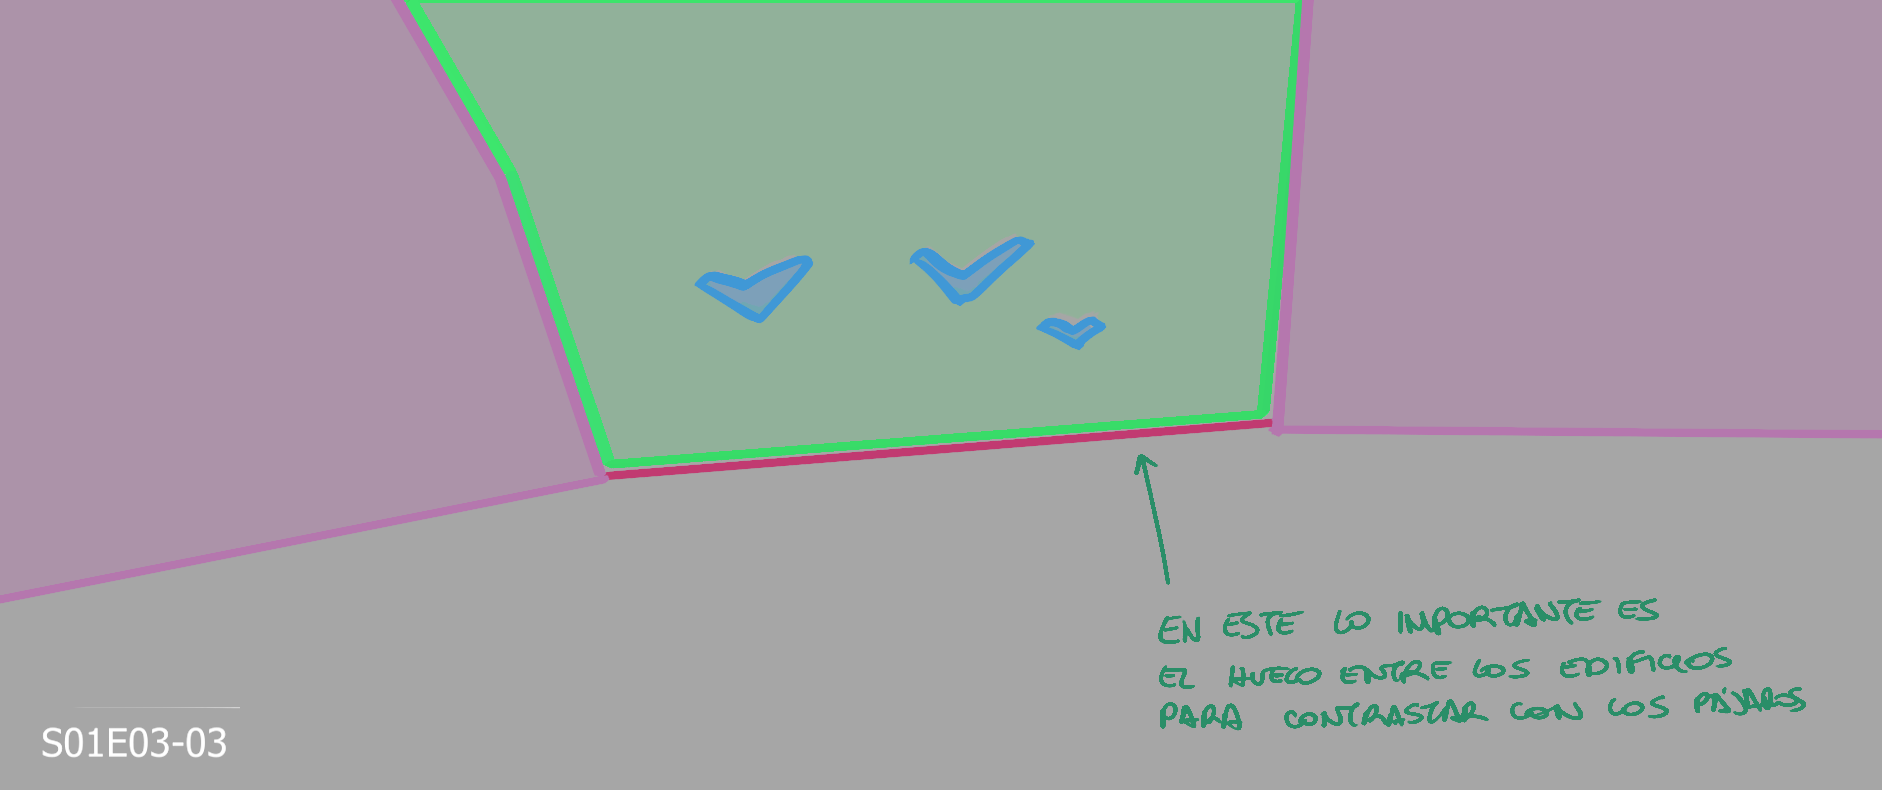 EN ESTE LO IMPORTANTE ES
EL HUECO ENTRE LOS EDIFICIOS
PARA CONTRASTAR CON LOS PÁJAROS
S01E03-03